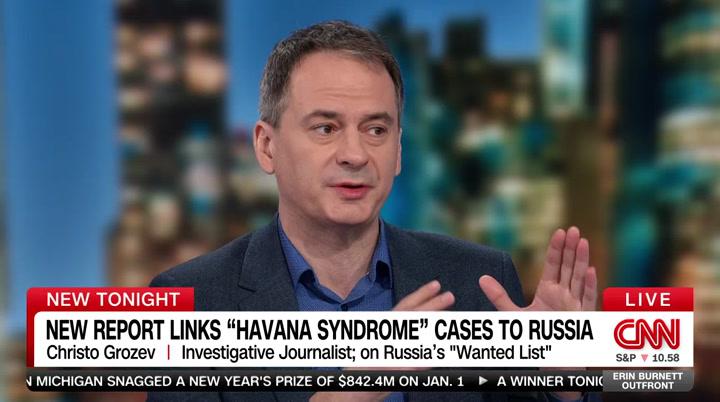 NEW TONIGHT
LIVE
NEW REPORT LINKS “HAVANA SYNDROME” CASES TO RUSSIA
CNN
Christo Grozev | Investigative Journalist; on Russia's "Wanted List"
S&P ▼ 10.58
N MICHIGAN SNAGGED A NEW YEAR'S PRIZE OF $842.4M ON JAN. 1 ▶ A WINNER TONIG
ERIN BURNETT
OUTFRONT